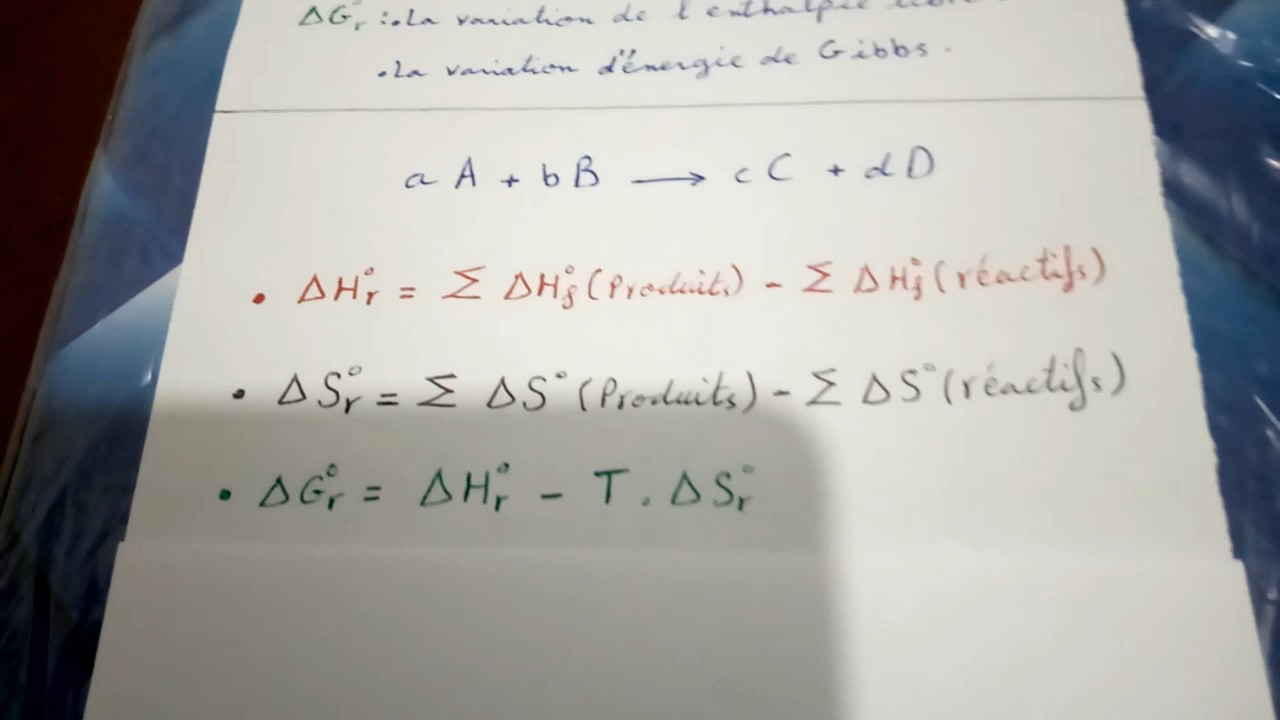 ΔG°r : • La variation de l'enthalpie
• La variation d'énergie de Gibbs.
a A + b B → c C + d D
• ΔH°r = Σ ΔH°f (Produits) - Σ ΔH°f (réactifs)
• ΔS°r = Σ ΔS° (Produits) - Σ ΔS° (réactifs)
• ΔG°r = ΔH°r - T . ΔS°r